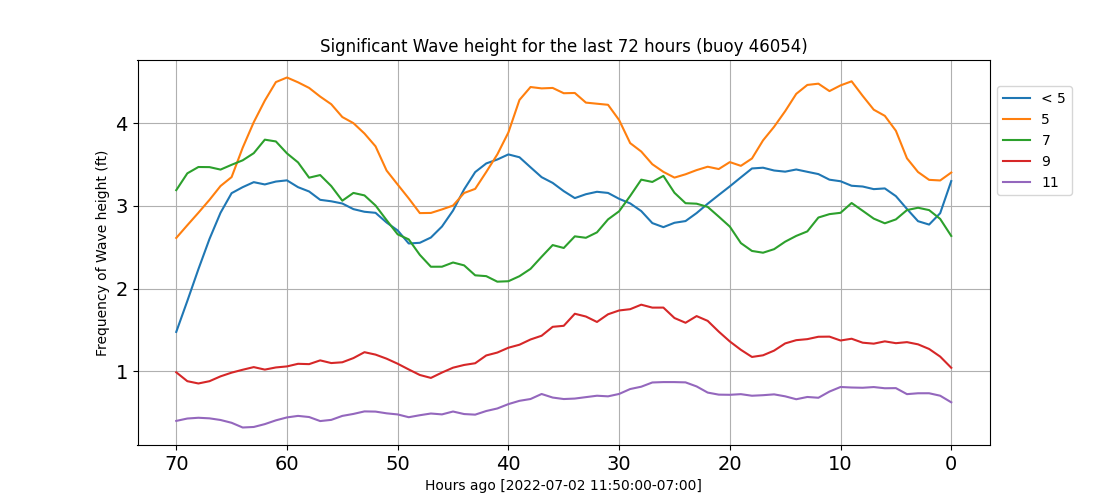 Significant Wave height for the last 72 hours (buoy 46054)
Frequency of Wave height (ft)
4
3
2
1
70 60 50 40 30 20 10 0
Hours ago [2022-07-02 11:50:00-07:00]
< 5
5
7
9
11